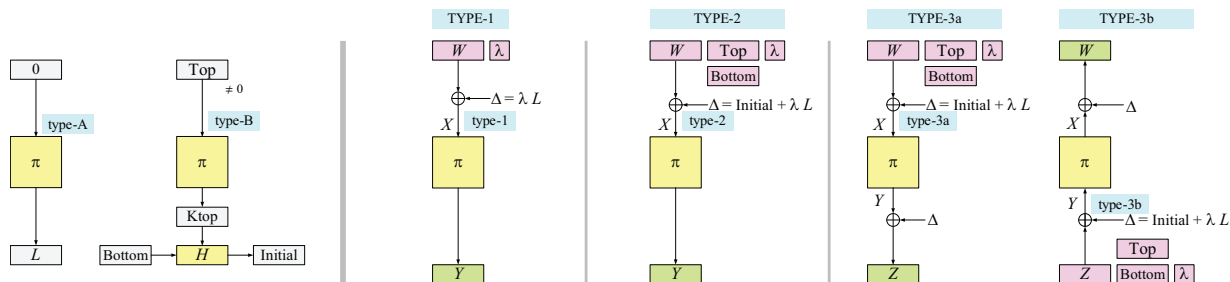 TYPE-1
TYPE-2
TYPE-3a
TYPE-3b
0
Top
≠ 0
type-A
type-B
π
π
Ktop
L
Bottom
H
Initial
W
λ
Δ = λ L
X
type-1
π
Y
W
Top
λ
Bottom
Δ = Initial + λ L
X
type-2
π
Y
W
Top
λ
Bottom
Δ = Initial + λ L
X
type-3a
π
Y
Δ
Z
W
Δ
X
π
Y
type-3b
Δ = Initial + λ L
Top
Z
Bottom
λ